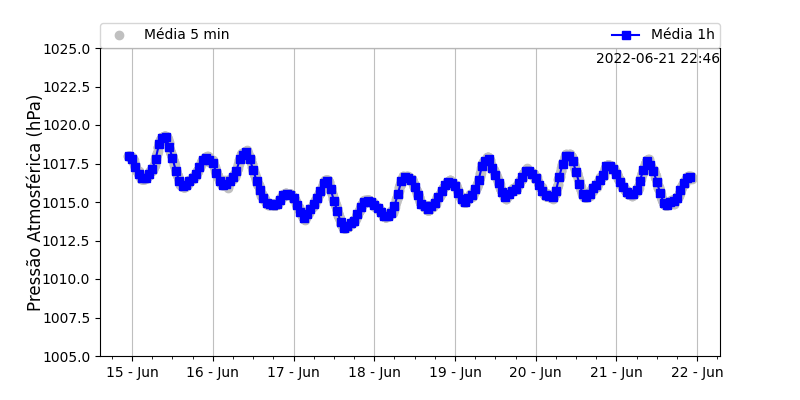 Média 5 min
Média 1h
2022-06-21 22:46
Pressão Atmosférica (hPa)
1025.0
1022.5
1020.0
1017.5
1015.0
1012.5
1010.0
1007.5
1005.0
15 - Jun
16 - Jun
17 - Jun
18 - Jun
19 - Jun
20 - Jun
21 - Jun
22 - Jun